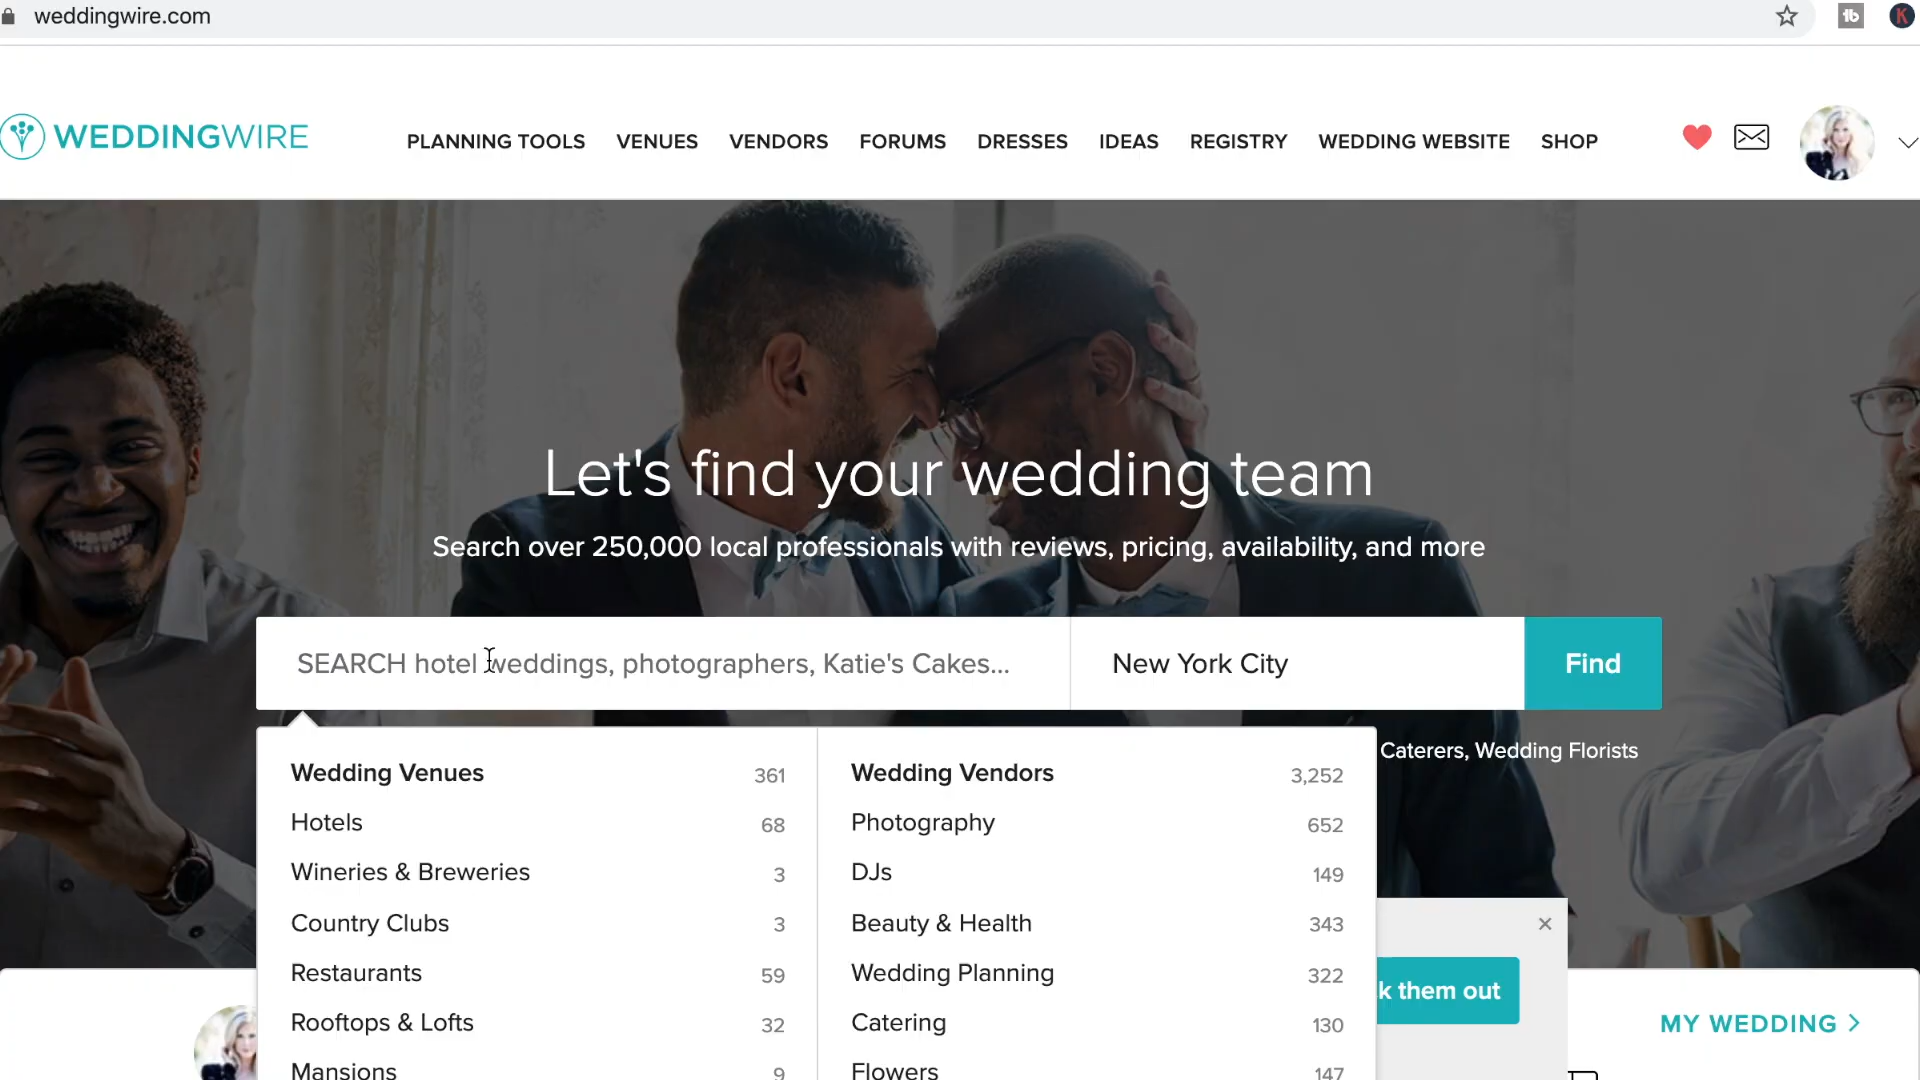 weddingwire.com
tb
K
WEDDINGWIRE
PLANNING TOOLS
VENUES
VENDORS
FORUMS
DRESSES
IDEAS
REGISTRY
WEDDING WEBSITE
SHOP
Let's find your wedding team
Search over 250,000 local professionals with reviews, pricing, availability, and more
SEARCH hotel weddings, photographers, Katie's Cakes...
New York City
Find
Caterers, Wedding Florists
Wedding Venues 361
Hotels 68
Wineries & Breweries 3
Country Clubs 3
Restaurants 59
Rooftops & Lofts 32
Mansions 9
Wedding Vendors 3,252
Photography 652
DJs 149
Beauty & Health 343
Wedding Planning 322
Catering 130
Flowers 147
k them out
MY WEDDING